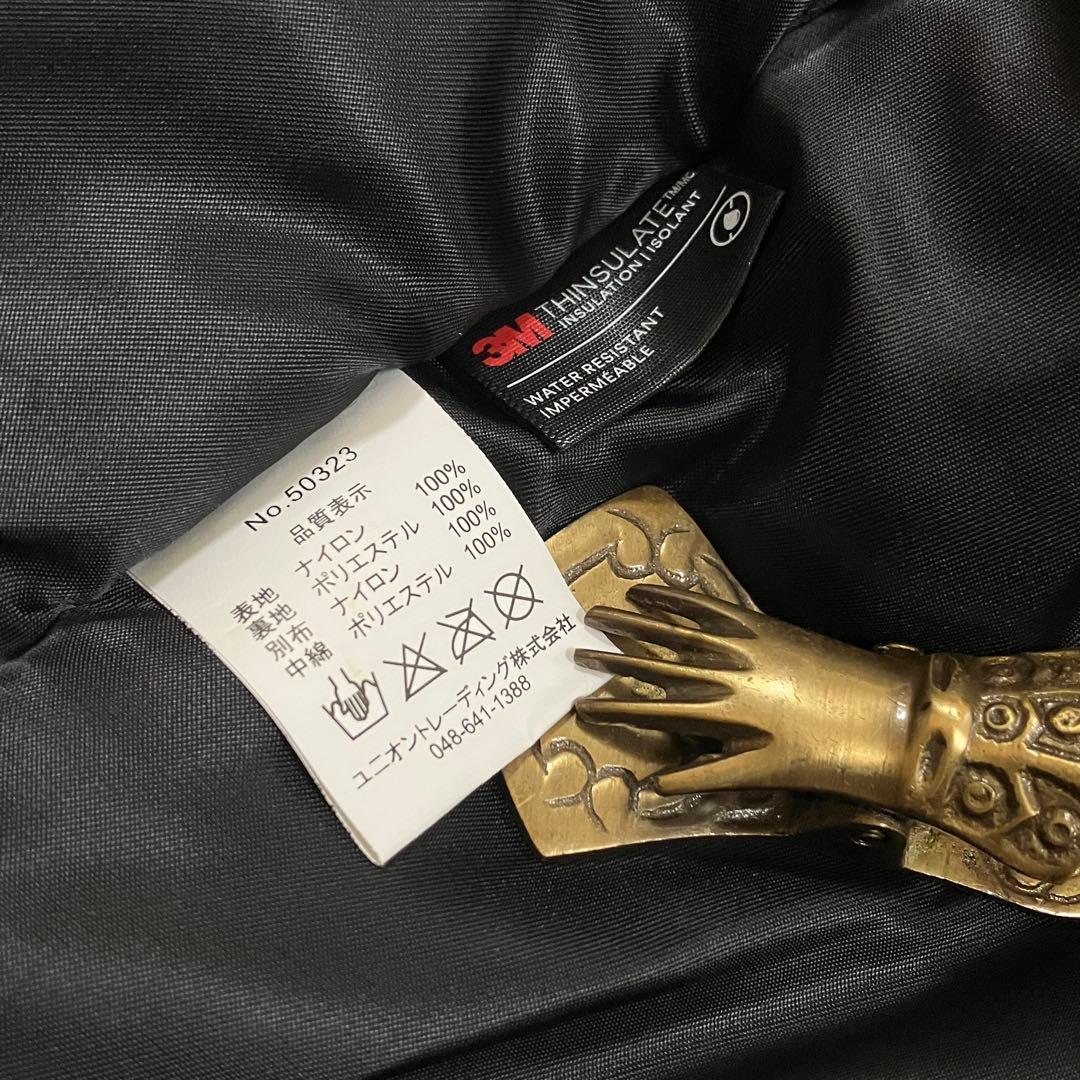 3M THINSULATE™/MC
INSULATION | ISOLANT
WATER RESISTANT
IMPERMÉABLE
No.50323
品質表示
表地 ナイロン 100%
裏地 ポリエステル 100%
別布 ナイロン 100%
中綿 ポリエステル 100%
ユニオントレーディング株式会社
048-641-1388